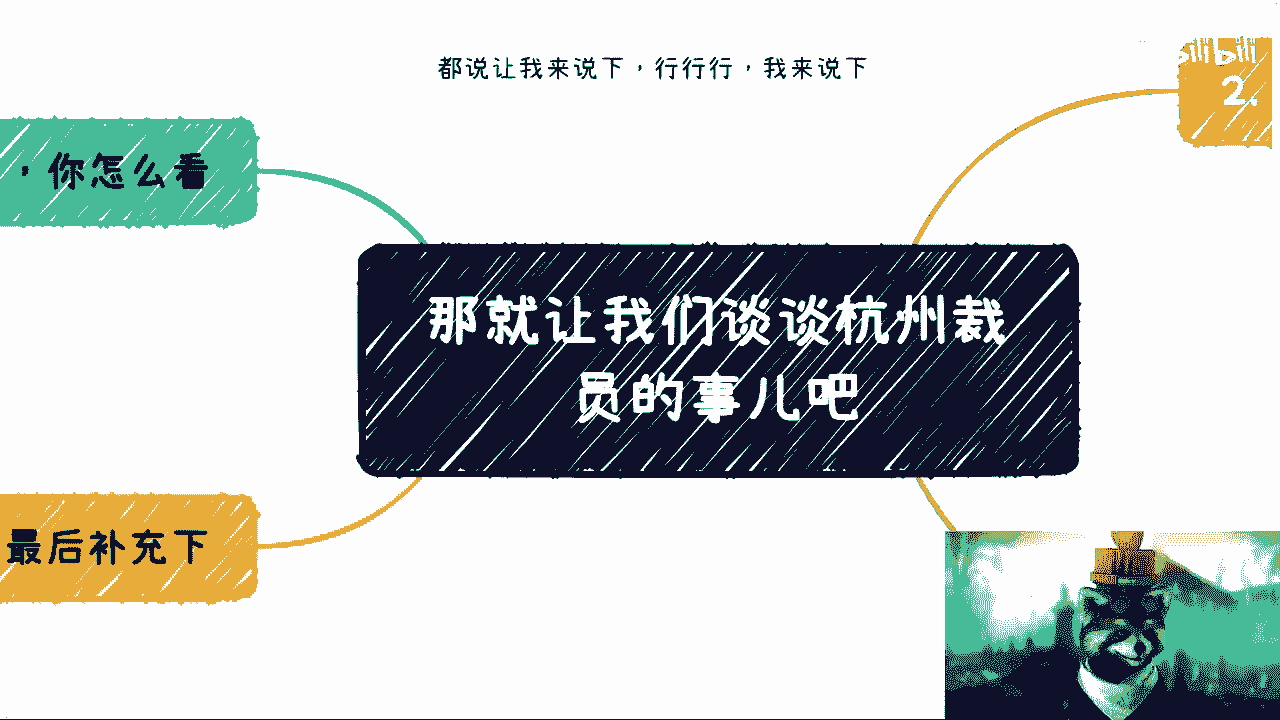 都说让我来说下，行行行，我来说下
bilibili
2.
，你怎么看
那就让我们谈谈杭州裁
员的事儿吧
最后补充下